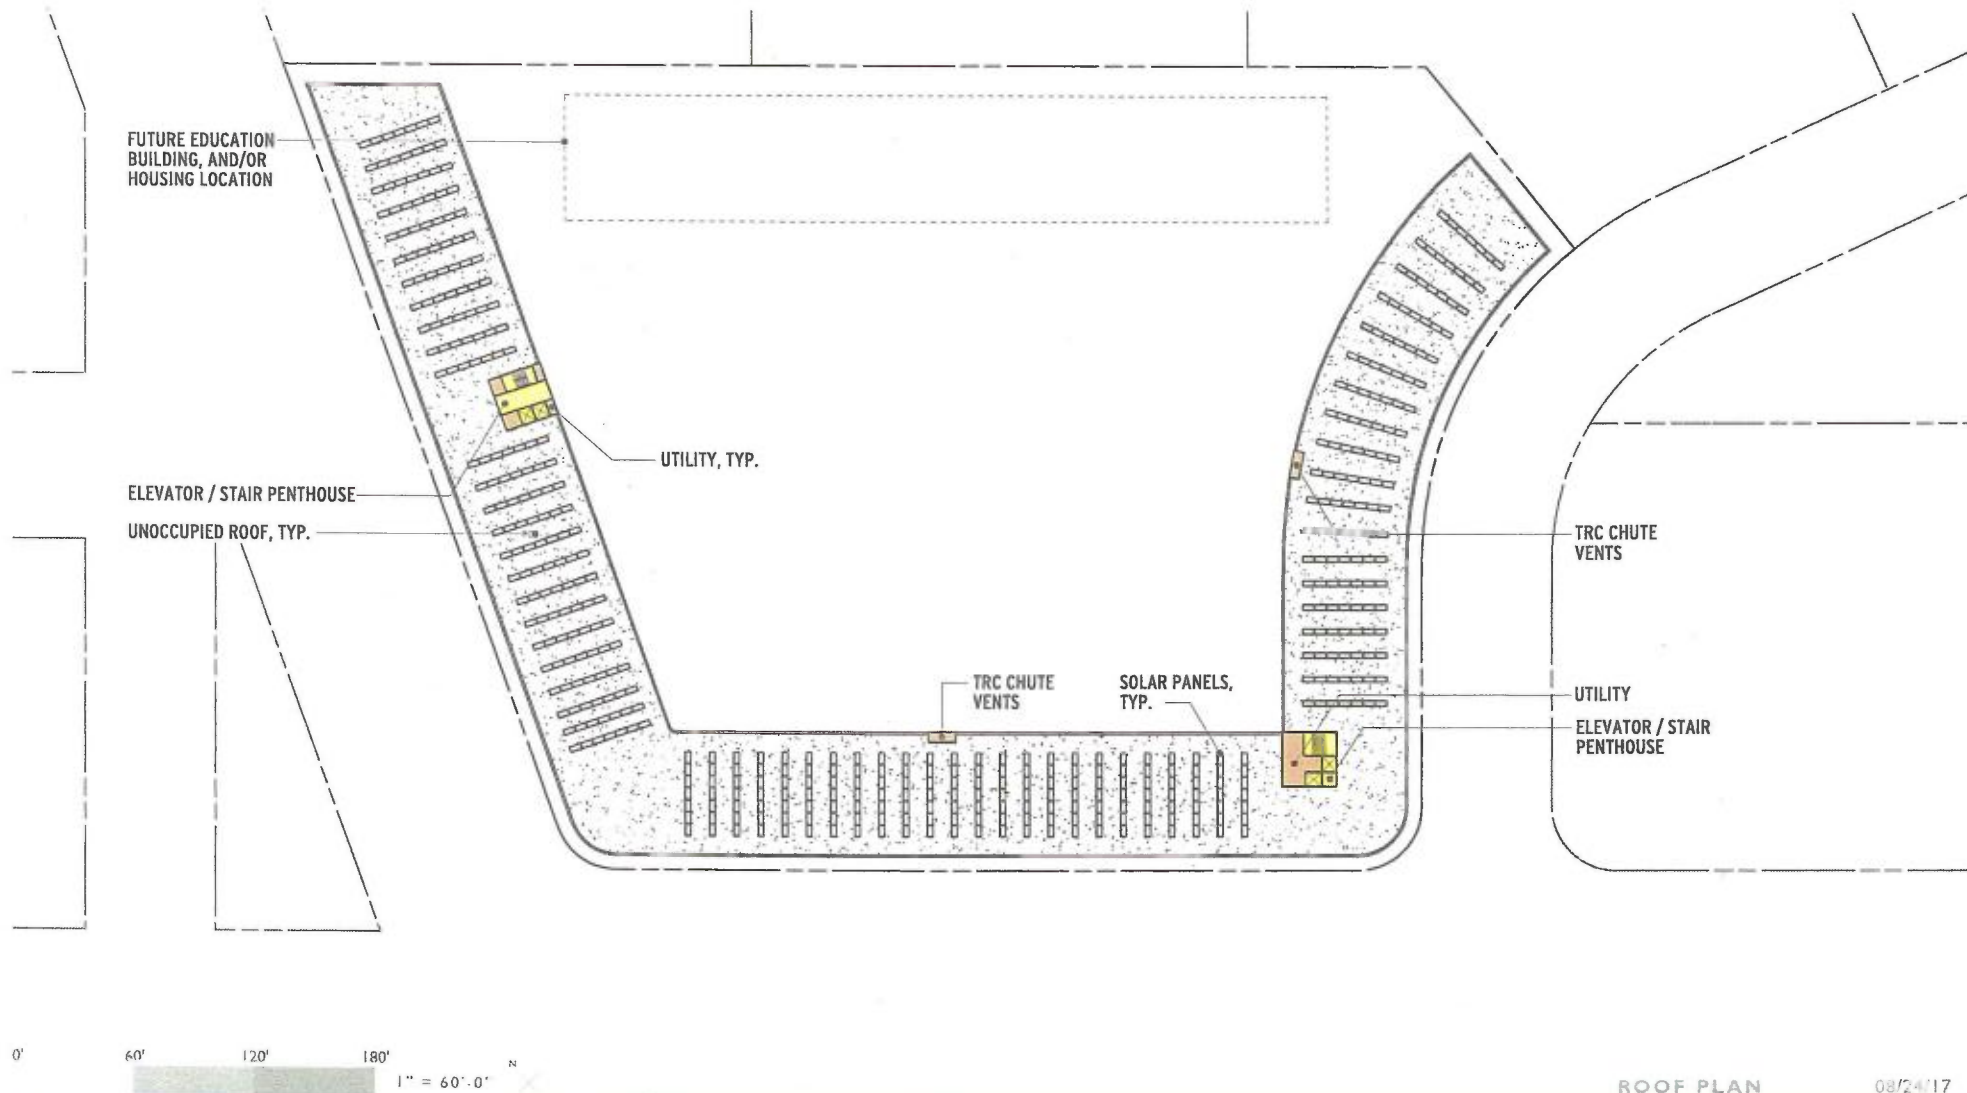 FUTURE EDUCATION
BUILDING, AND/OR
HOUSING LOCATION
UTILITY, TYP.
ELEVATOR / STAIR PENTHOUSE
UNOCCUPIED ROOF, TYP.
TRC CHUTE
VENTS
TRC CHUTE
VENTS
SOLAR PANELS,
TYP.
UTILITY
ELEVATOR / STAIR
PENTHOUSE
0' 60' 120' 180'
1" = 60'-0"
N
ROOF PLAN 08/24/17